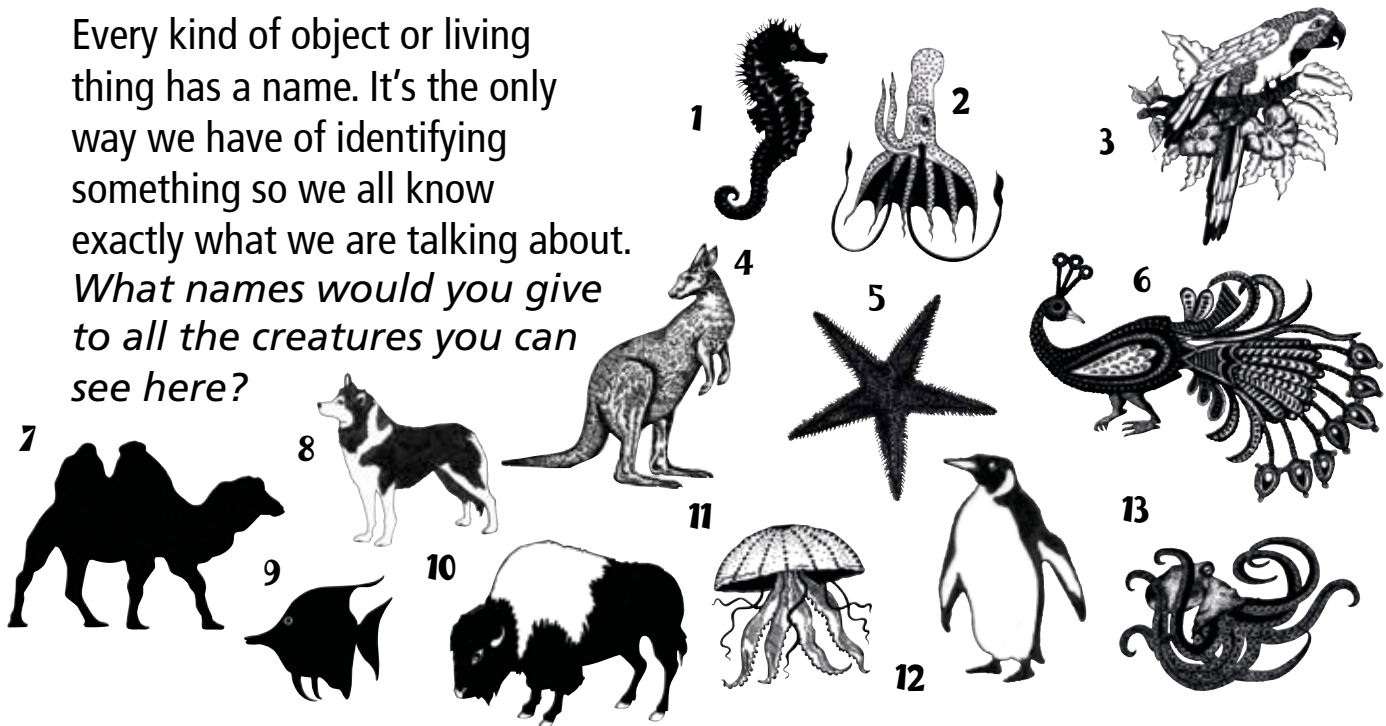 Every kind of object or living
thing has a name. It's the only
way we have of identifying
something so we all know
exactly what we are talking about.
What names would you give
to all the creatures you can
see here?
1
2
3
4
5
6
7
8
9
10
11
12
13